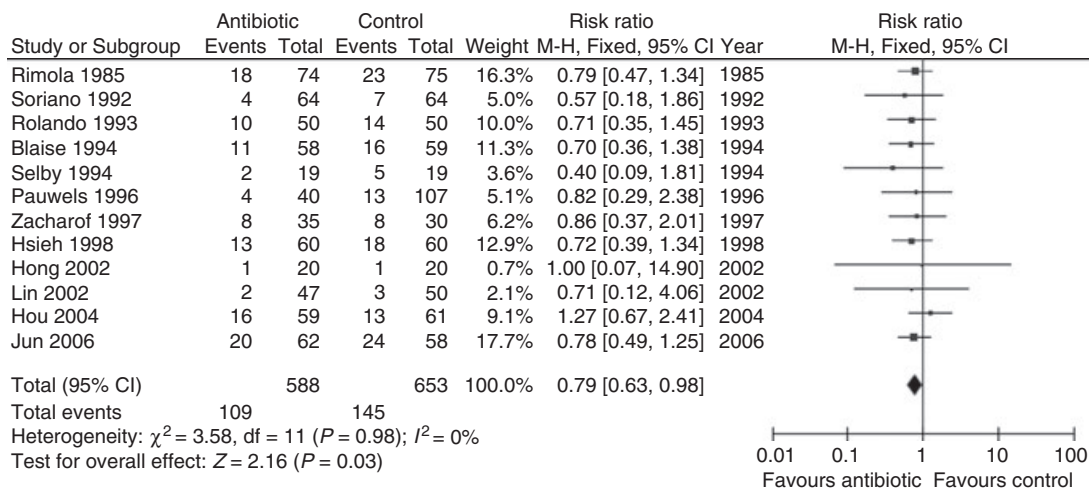 Antibiotic Control Risk ratio Risk ratio
Study or Subgroup Events Total Events Total Weight M-H, Fixed, 95% CI Year M-H, Fixed, 95% CI
Rimola 1985 18 74 23 75 16.3% 0.79 [0.47, 1.34] 1985
Soriano 1992 4 64 7 64 5.0% 0.57 [0.18, 1.86] 1992
Rolando 1993 10 50 14 50 10.0% 0.71 [0.35, 1.45] 1993
Blaise 1994 11 58 16 59 11.3% 0.70 [0.36, 1.38] 1994
Selby 1994 2 19 5 19 3.6% 0.40 [0.09, 1.81] 1994
Pauwels 1996 4 40 13 107 5.1% 0.82 [0.29, 2.38] 1996
Zacharof 1997 8 35 8 30 6.2% 0.86 [0.37, 2.01] 1997
Hsieh 1998 13 60 18 60 12.9% 0.72 [0.39, 1.34] 1998
Hong 2002 1 20 1 20 0.7% 1.00 [0.07, 14.90] 2002
Lin 2002 2 47 3 50 2.1% 0.71 [0.12, 4.06] 2002
Hou 2004 16 59 13 61 9.1% 1.27 [0.67, 2.41] 2004
Jun 2006 20 62 24 58 17.7% 0.78 [0.49, 1.25] 2006
Total (95% CI) 588 653 100.0% 0.79 [0.63, 0.98]
Total events 109 145
Heterogeneity: χ² = 3.58, df = 11 (P = 0.98); I² = 0%
Test for overall effect: Z = 2.16 (P = 0.03)
0.01 0.1 1 10 100
Favours antibiotic Favours control